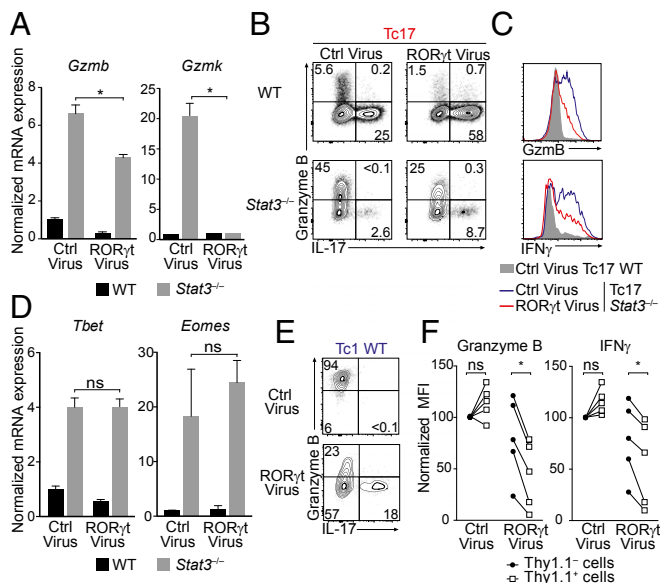 A
Gzmb
Gzmk
Normalized mRNA expression
8
6
4
2
0
*
25
20
15
10
5
0
*
Ctrl Virus
RORγt Virus
Ctrl Virus
RORγt Virus
WT
Stat3–/–
B
Tc17
Ctrl Virus
RORγt Virus
WT
5.6
0.2
25
1.5
0.7
58
Stat3–/–
45
<0.1
2.6
25
0.3
8.7
Granzyme B
IL-17
C
GzmB
IFNγ
Ctrl Virus Tc17 WT
Ctrl Virus
RORγt Virus
Tc17
Stat3–/–
D
Tbet
Eomes
Normalized mRNA expression
6
4
2
0
ns
30
20
10
0
ns
Ctrl Virus
RORγt Virus
Ctrl Virus
RORγt Virus
WT
Stat3–/–
E
Tc1 WT
Ctrl Virus
94
6
<0.1
RORγt Virus
23
57
18
Granzyme B
IL-17
F
Granzyme B
IFNγ
Normalized MFI
150
100
50
0
ns
*
150
100
50
0
ns
*
Ctrl Virus
RORγt Virus
Ctrl Virus
RORγt Virus
Thy1.1– cells
Thy1.1+ cells